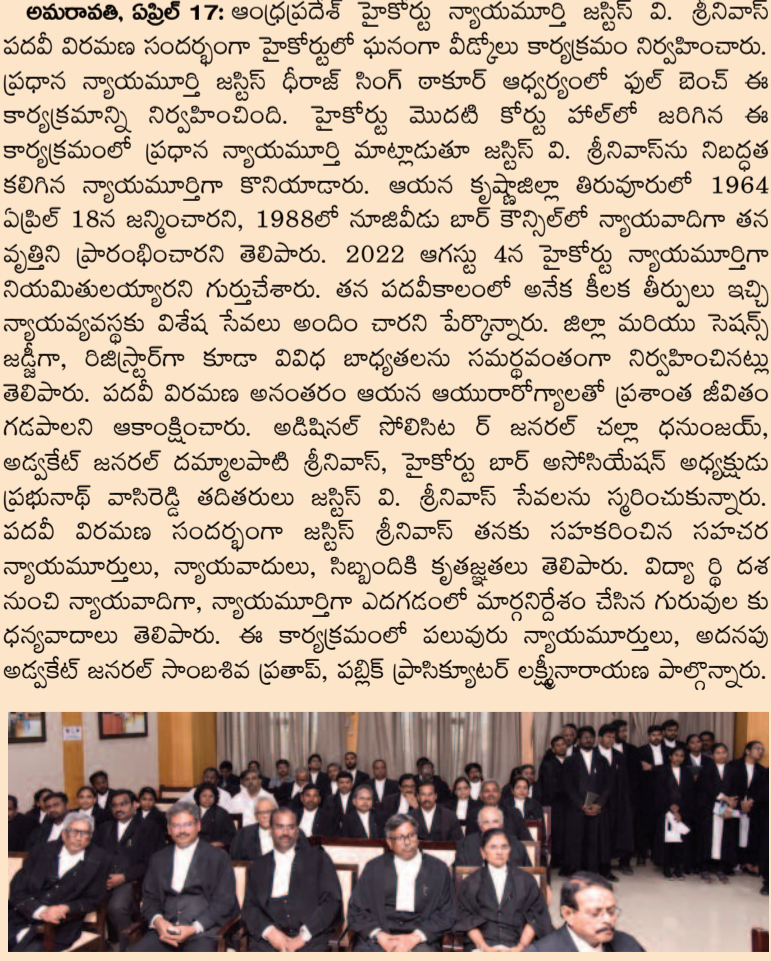 అమరావతి, ఏప్రిల్ 17: ఆంధ్రప్రదేశ్ హైకోర్టు న్యాయమూర్తి జస్టిస్ వి. శ్రీనివాస్
పదవీ విరమణ సందర్భంగా హైకోర్టులో ఘనంగా వీడ్కోలు కార్యక్రమం నిర్వహించారు.
ప్రధాన న్యాయమూర్తి జస్టిస్ ధీరాజ్ సింగ్ ఠాకూర్ ఆధ్వర్యంలో ఫుల్ బెంచ్ ఈ
కార్యక్రమాన్ని నిర్వహించింది. హైకోర్టు మొదటి కోర్టు హాల్‌లో జరిగిన ఈ
కార్యక్రమంలో ప్రధాన న్యాయమూర్తి మాట్లాడుతూ జస్టిస్ వి. శ్రీనివాస్‌ను నిబద్ధత
కలిగిన న్యాయమూర్తిగా కొనియాడారు. ఆయన కృష్ణాజిల్లా తిరువూరులో 1964
ఏప్రిల్ 18న జన్మించారని, 1988లో నూజివీడు బార్ కౌన్సిల్‌లో న్యాయవాదిగా తన
వృత్తిని ప్రారంభించారని తెలిపారు. 2022 ఆగస్టు 4న హైకోర్టు న్యాయమూర్తిగా
నియమితులయ్యారని గుర్తుచేశారు. తన పదవీకాలంలో అనేక కీలక తీర్పులు ఇచ్చి
న్యాయవ్యవస్థకు విశేష సేవలు అందిం చారని పేర్కొన్నారు. జిల్లా మరియు సెషన్స్
జడ్జీగా, రిజిస్ట్రార్‌గా కూడా వివిధ బాధ్యతలను సమర్థవంతంగా నిర్వహించినట్లు
తెలిపారు. పదవీ విరమణ అనంతరం ఆయన ఆయురారోగ్యాలతో ప్రశాంత జీవితం
గడపాలని ఆకాంక్షించారు. అడిషినల్ సోలిసిట ర్ జనరల్ చల్లా ధనుంజయ్,
అడ్వకేట్ జనరల్ దమ్మాలపాటి శ్రీనివాస్, హైకోర్టు బార్ అసోసియేషన్ అధ్యక్షుడు
ప్రభునాథ్ వాసిరెడ్డి తదితరులు జస్టిస్ వి. శ్రీనివాస్ సేవలను స్మరించుకున్నారు.
పదవీ విరమణ సందర్భంగా జస్టిస్ శ్రీనివాస్ తనకు సహకరించిన సహచర
న్యాయమూర్తులు, న్యాయవాదులు, సిబ్బందికి కృతజ్ఞతలు తెలిపారు. విద్యా ర్థి దశ
నుంచి న్యాయవాదిగా, న్యాయమూర్తిగా ఎదగడంలో మార్గనిర్దేశం చేసిన గురువుల కు
ధన్యవాదాలు తెలిపారు. ఈ కార్యక్రమంలో పలువురు న్యాయమూర్తులు, అదనపు
అడ్వకేట్ జనరల్ సాంబశివ ప్రతాప్, పబ్లిక్ ప్రాసిక్యూటర్ లక్ష్మీనారాయణ పాల్గొన్నారు.